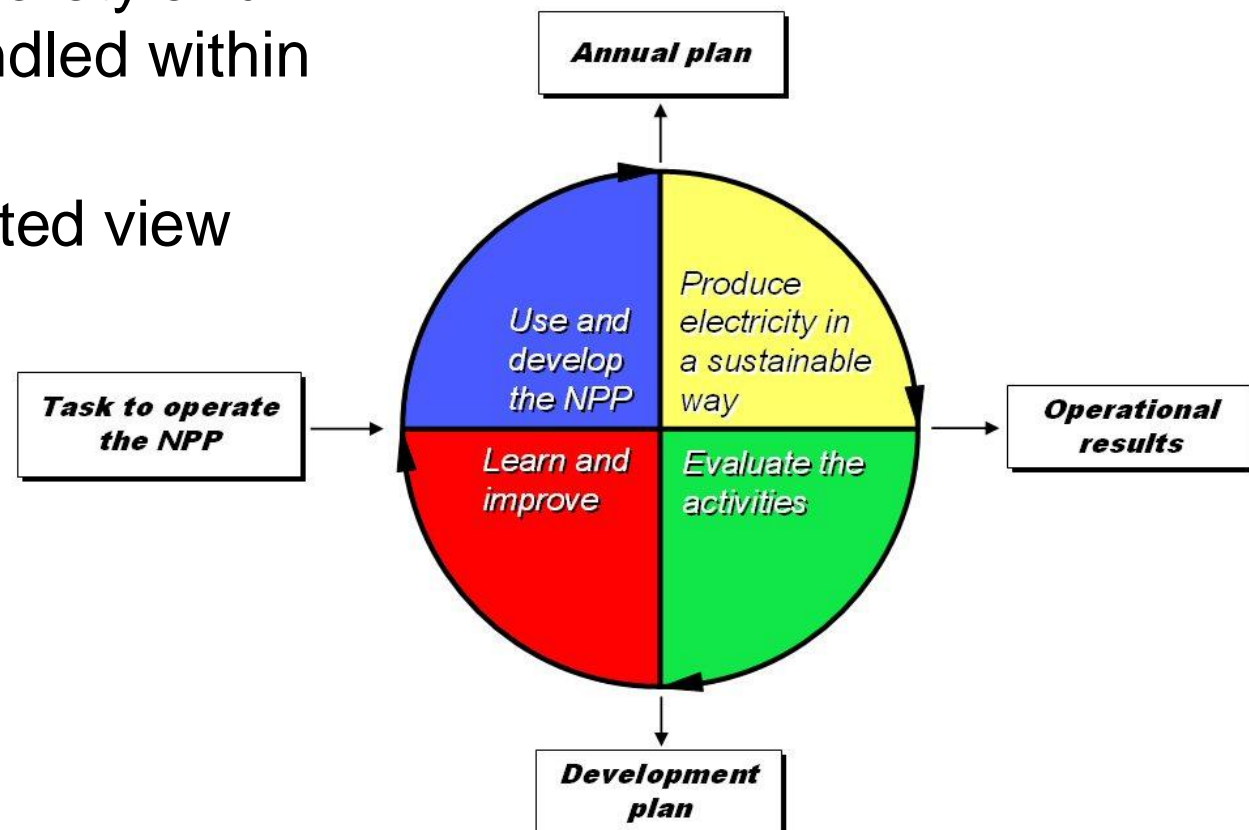 ndled within
ted view
Annual plan
Use and
develop
the NPP
Produce
electricity in
a sustainable
way
Task to operate
the NPP
Operational
results
Learn and
improve
Evaluate the
activities
Development
plan